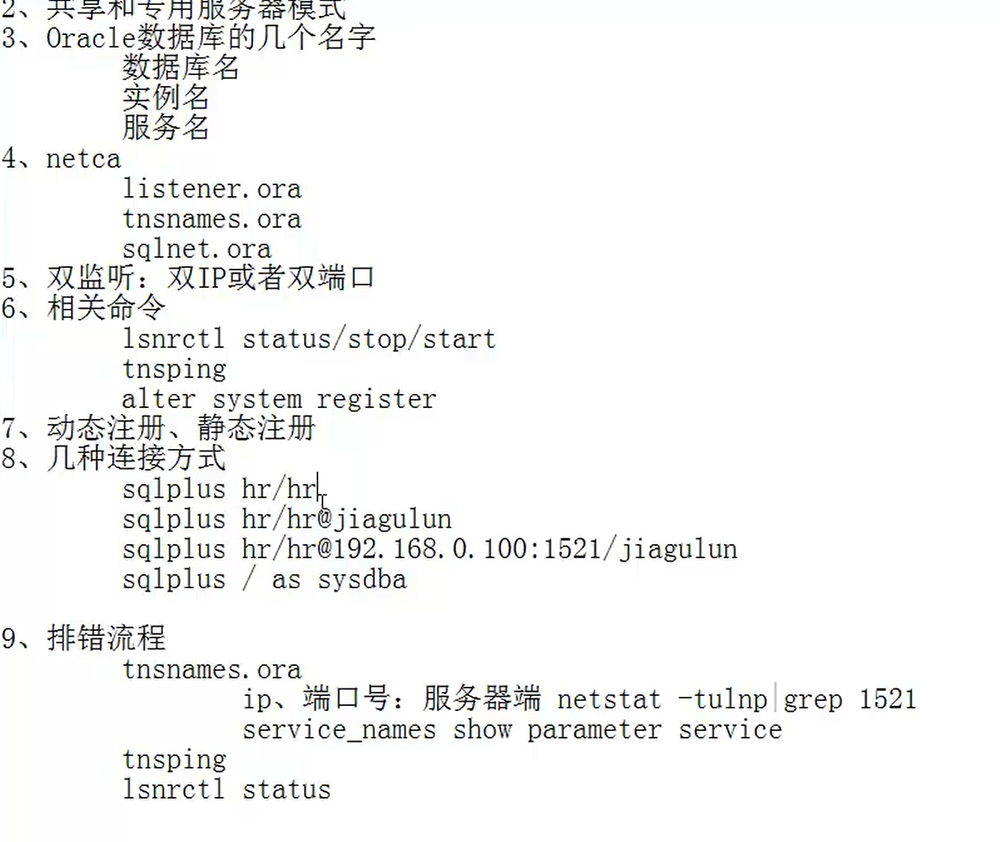 2、共享和专用服务器模式
3、Oracle数据库的几个名字
数据库名
实例名
服务名
4、netca
listener.ora
tnsnames.ora
sqlnet.ora
5、双监听：双IP或者双端口
6、相关命令
lsnrctl status/stop/start
tnsping
alter system register
7、动态注册、静态注册
8、几种连接方式
sqlplus hr/hr
sqlplus hr/hr@jiagulun
sqlplus hr/hr@192.168.0.100:1521/jiagulun
sqlplus / as sysdba
9、排错流程
tnsnames.ora
ip、端口号：服务器端 netstat -tulnp|grep 1521
service_names show parameter service
tnsping
lsnrctl status